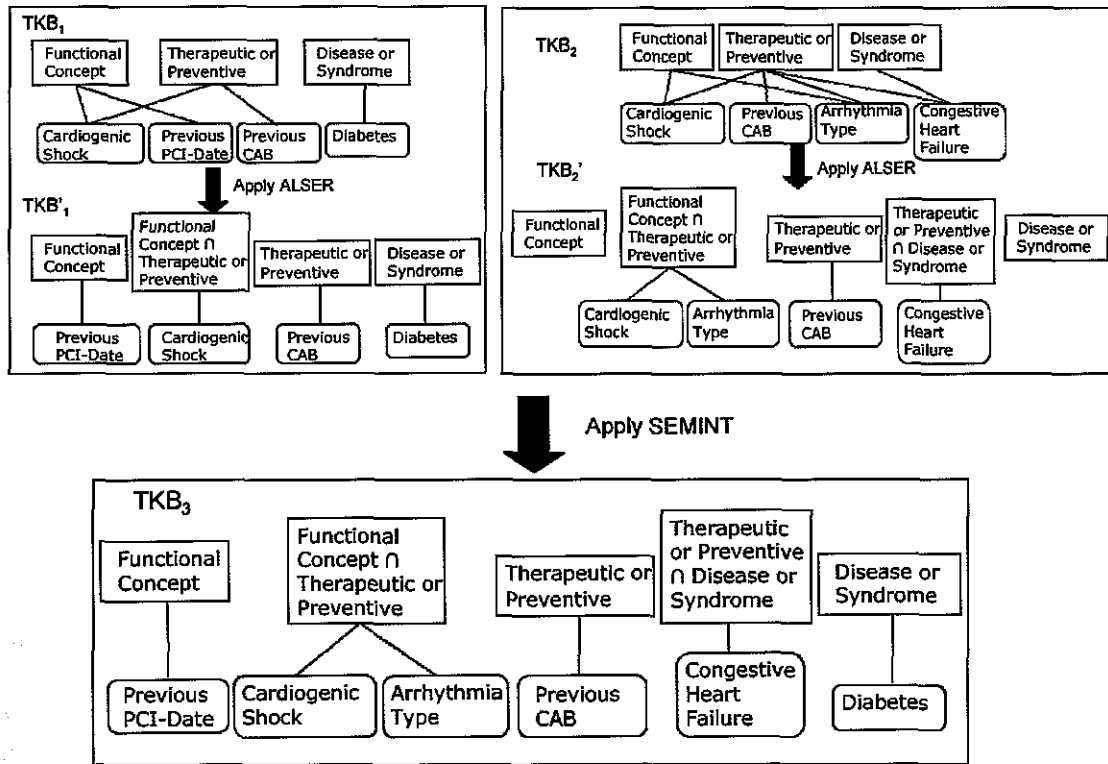 TKB1
Functional
Concept
Therapeutic or
Preventive
Disease or
Syndrome
Cardiogenic
Shock
Previous
PCI-Date
Previous
CAB
Diabetes
Apply ALSER
TKB'1
Functional
Concept
Functional
Concept ∩
Therapeutic or
Preventive
Therapeutic or
Preventive
Disease or
Syndrome
Previous
PCI-Date
Cardiogenic
Shock
Previous
CAB
Diabetes
TKB2
Functional
Concept
Therapeutic or
Preventive
Disease or
Syndrome
Cardiogenic
Shock
Previous
CAB
Arrhythmia
Type
Congestive
Heart
Failure
Apply ALSER
TKB2'
Functional
Concept
Functional
Concept ∩
Therapeutic or
Preventive
Therapeutic or
Preventive
Therapeutic
or Preventive
∩ Disease or
Syndrome
Disease or
Syndrome
Cardiogenic
Shock
Arrhythmia
Type
Previous
CAB
Congestive
Heart
Failure
Apply SEMINT
TKB3
Functional
Concept
Functional
Concept ∩
Therapeutic or
Preventive
Therapeutic or
Preventive
Therapeutic
or Preventive
∩ Disease or
Syndrome
Disease or
Syndrome
Previous
PCI-Date
Cardiogenic
Shock
Arrhythmia
Type
Previous
CAB
Congestive
Heart
Failure
Diabetes